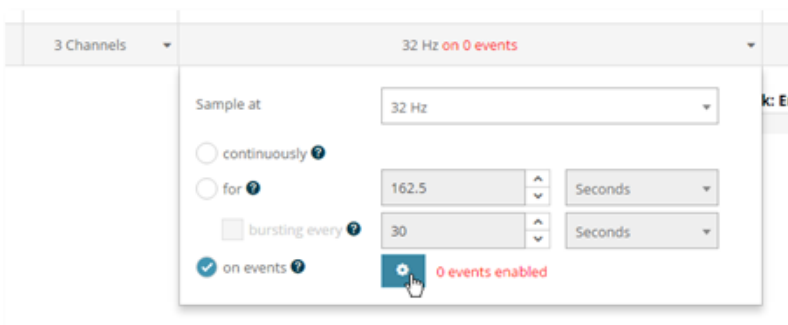 3 Channels
32 Hz on 0 events
Sample at
32 Hz
continuously ?
for ?
162.5
Seconds
bursting every ?
30
Seconds
on events ?
0 events enabled
k: E